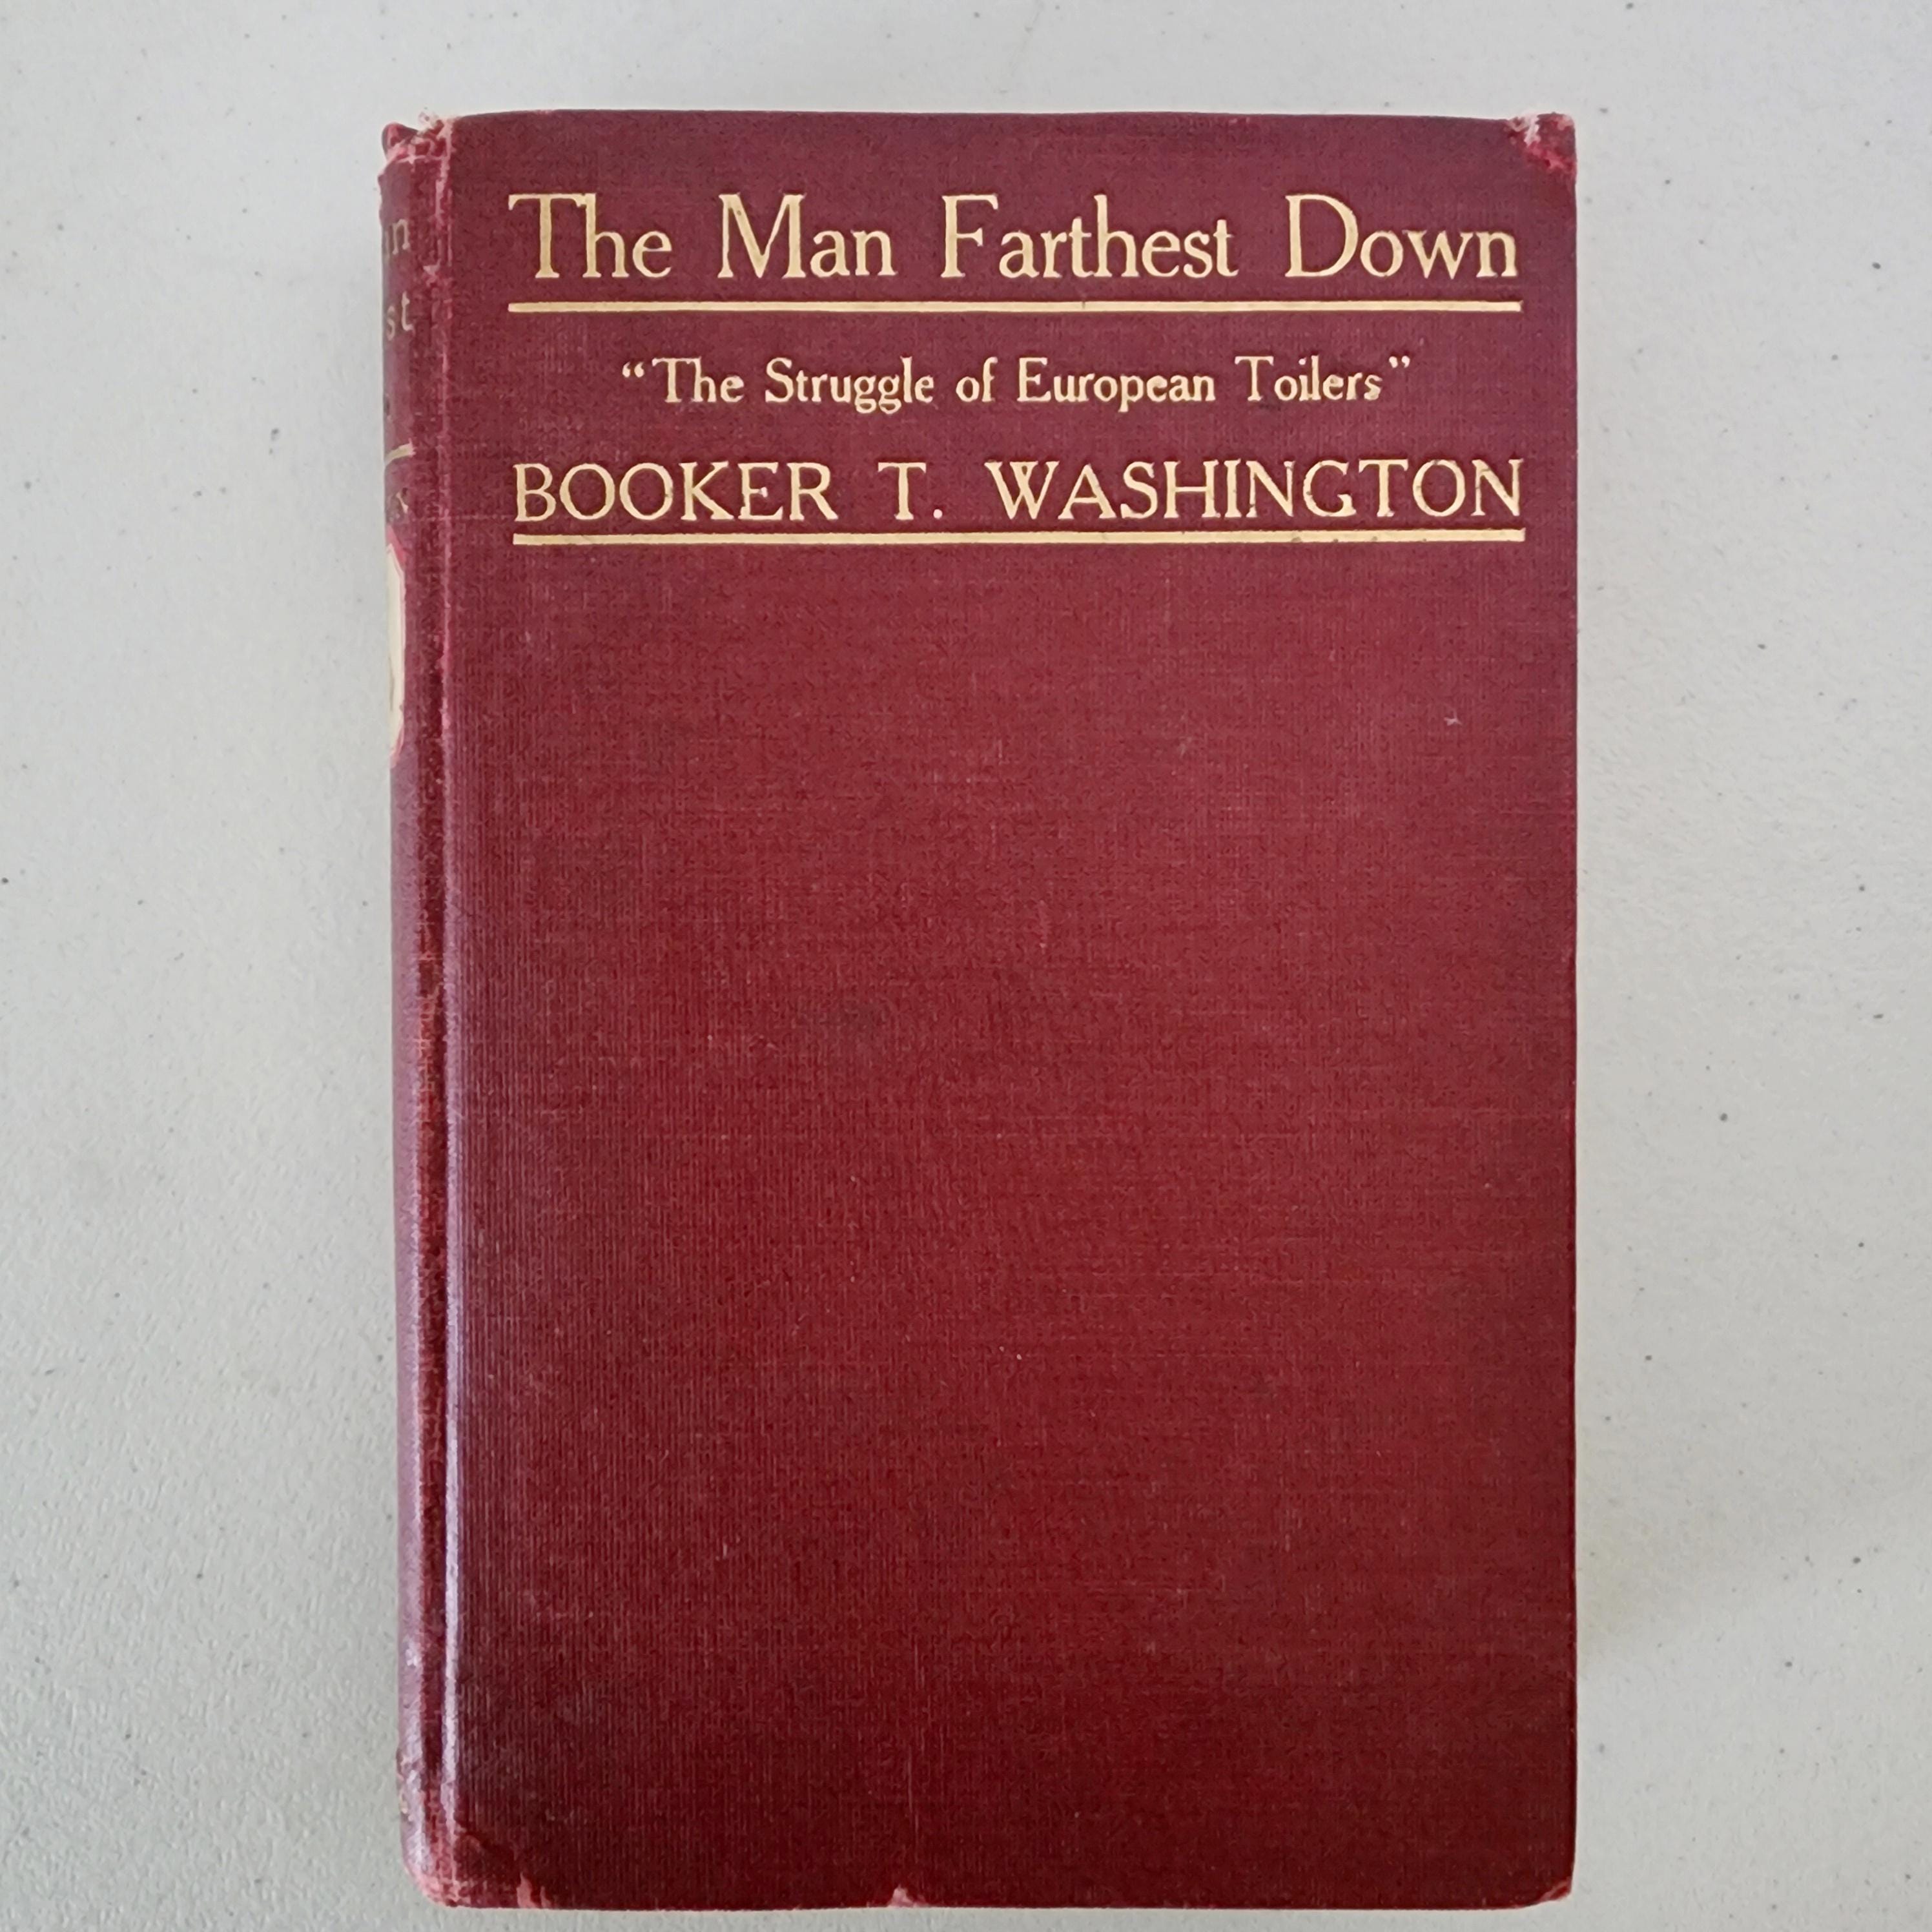 The Man Farthest Down
“The Struggle of European Toilers”
BOOKER T. WASHINGTON